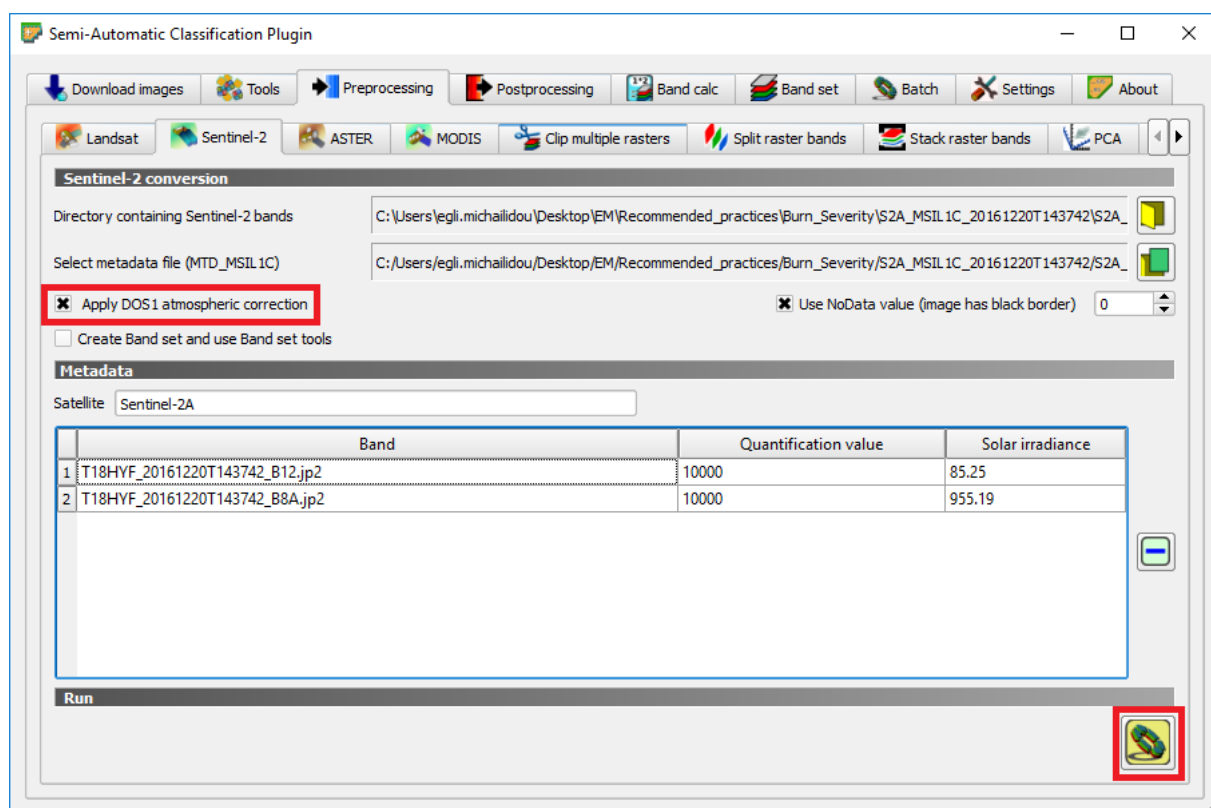 Semi-Automatic Classification Plugin
Download images Tools Preprocessing Postprocessing Band calc Band set Batch Settings About
Landsat Sentinel-2 ASTER MODIS Clip multiple rasters Split raster bands Stack raster bands PCA
Sentinel-2 conversion
Directory containing Sentinel-2 bands C:\Users\egli.michailidou\Desktop\EM\Recommended_practices\Burn_Severity\S2A_MSIL1C_20161220T143742\S2A_
Select metadata file (MTD_MSIL1C) C:/Users/egli.michailidou/Desktop/EM/Recommended_practices/Burn_Severity/S2A_MSIL1C_20161220T143742/S2A_
Apply DOS1 atmospheric correction Use NoData value (image has black border) 0
Create Band set and use Band set tools
Metadata
Satellite Sentinel-2A
Band Quantification value Solar irradiance
1 T18HYF_20161220T143742_B12.jp2 10000 85.25
2 T18HYF_20161220T143742_B8A.jp2 10000 955.19
Run